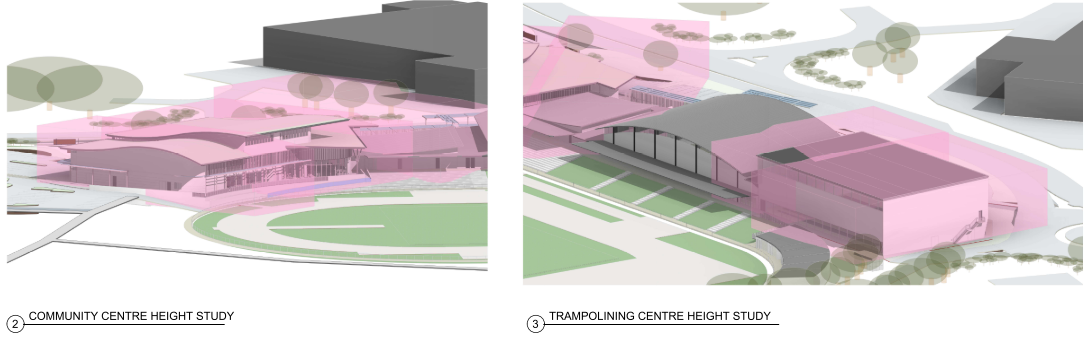 2 COMMUNITY CENTRE HEIGHT STUDY
3 TRAMPOLINING CENTRE HEIGHT STUDY